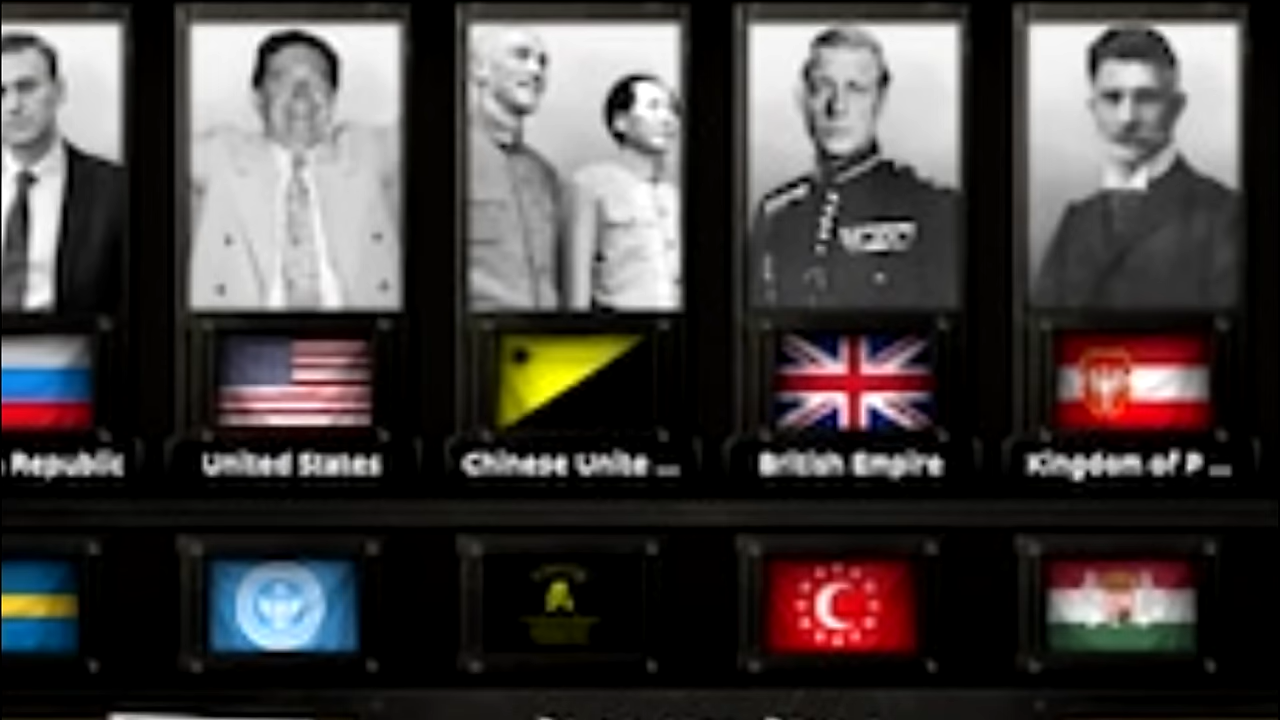 Republic
United States
Chinese Unite ...
British Empire
Kingdom of P ...